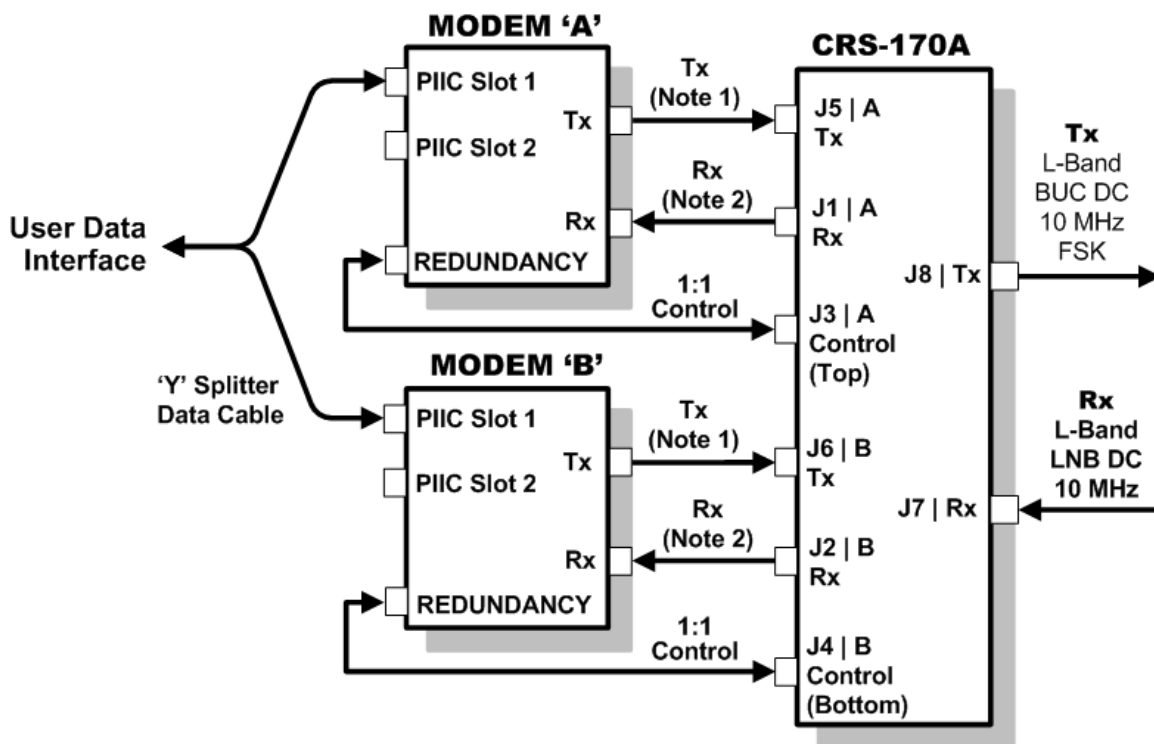 MODEM ‘A’
PIIC Slot 1
PIIC Slot 2
Tx
Rx
REDUNDANCY
Tx
(Note 1)
Rx
(Note 2)
1:1
Control
User Data
Interface
‘Y’ Splitter
Data Cable
MODEM ‘B’
PIIC Slot 1
PIIC Slot 2
Tx
Rx
REDUNDANCY
Tx
(Note 1)
Rx
(Note 2)
1:1
Control
CRS-170A
J5 | A
Tx
J1 | A
Rx
J3 | A
Control
(Top)
J6 | B
Tx
J2 | B
Rx
J4 | B
Control
(Bottom)
J8 | Tx
J7 | Rx
Tx
L-Band
BUC DC
10 MHz
FSK
Rx
L-Band
LNB DC
10 MHz